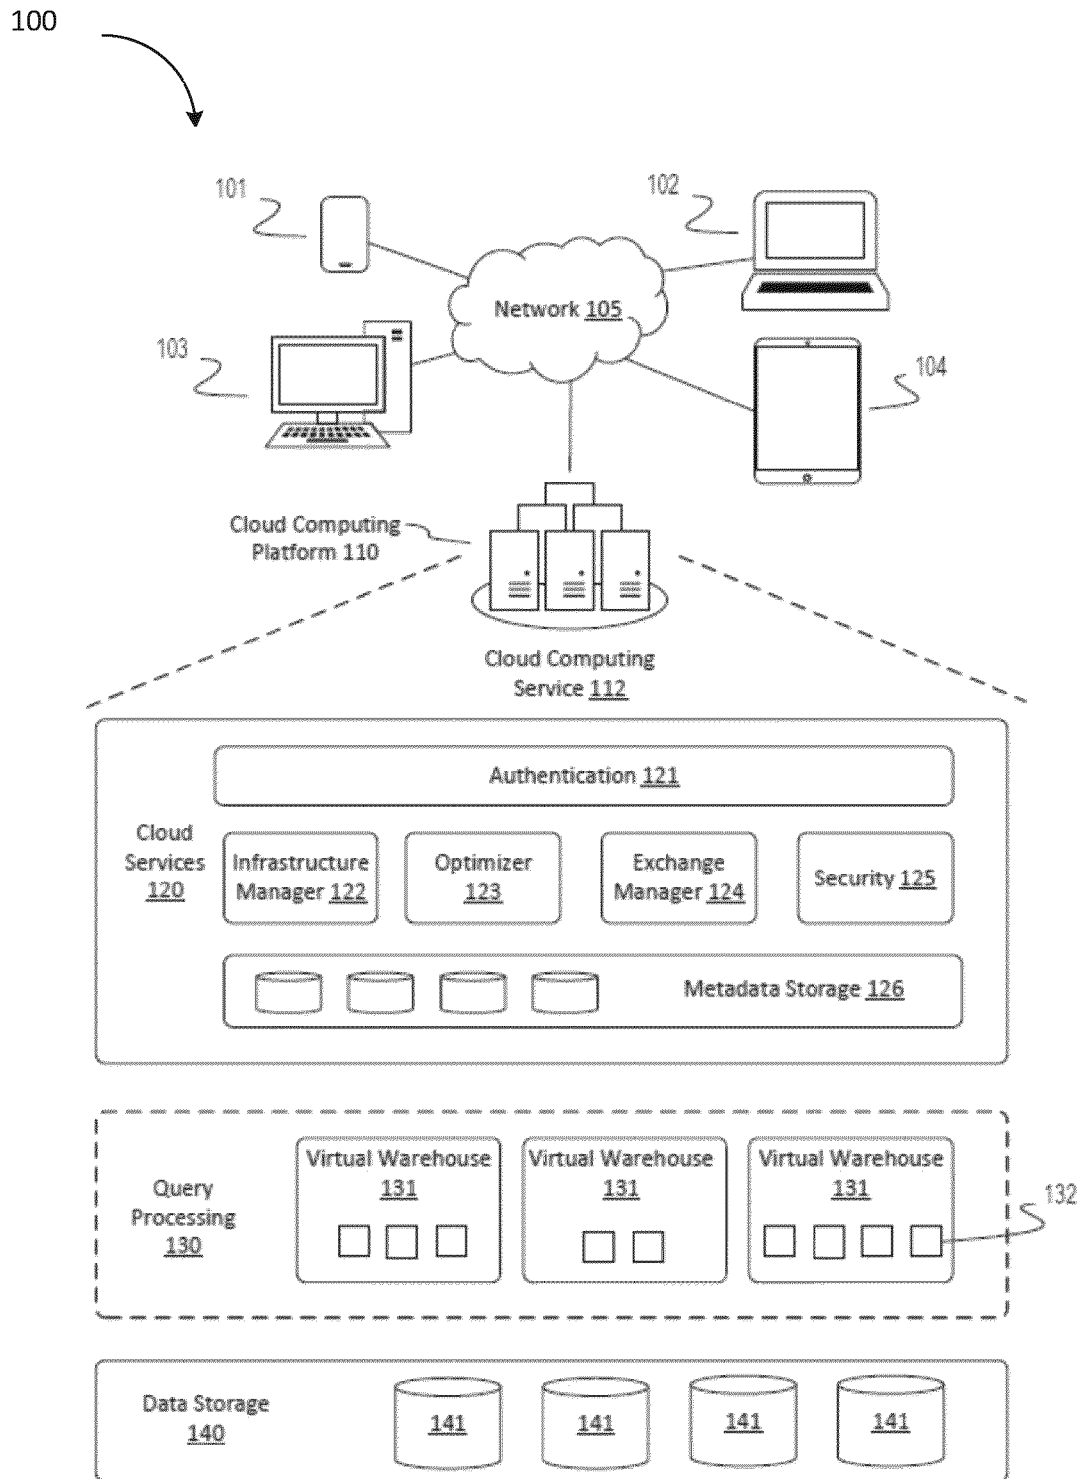 100
101
102
Network 105
103
104
Cloud Computing
Platform 110
Cloud Computing
Service 112
Authentication 121
Cloud
Services
120
Infrastructure
Manager 122
Optimizer
123
Exchange
Manager 124
Security 125
Metadata Storage 126
Query
Processing
130
Virtual Warehouse
131
Virtual Warehouse
131
Virtual Warehouse
131
132
Data Storage
140
141
141
141
141